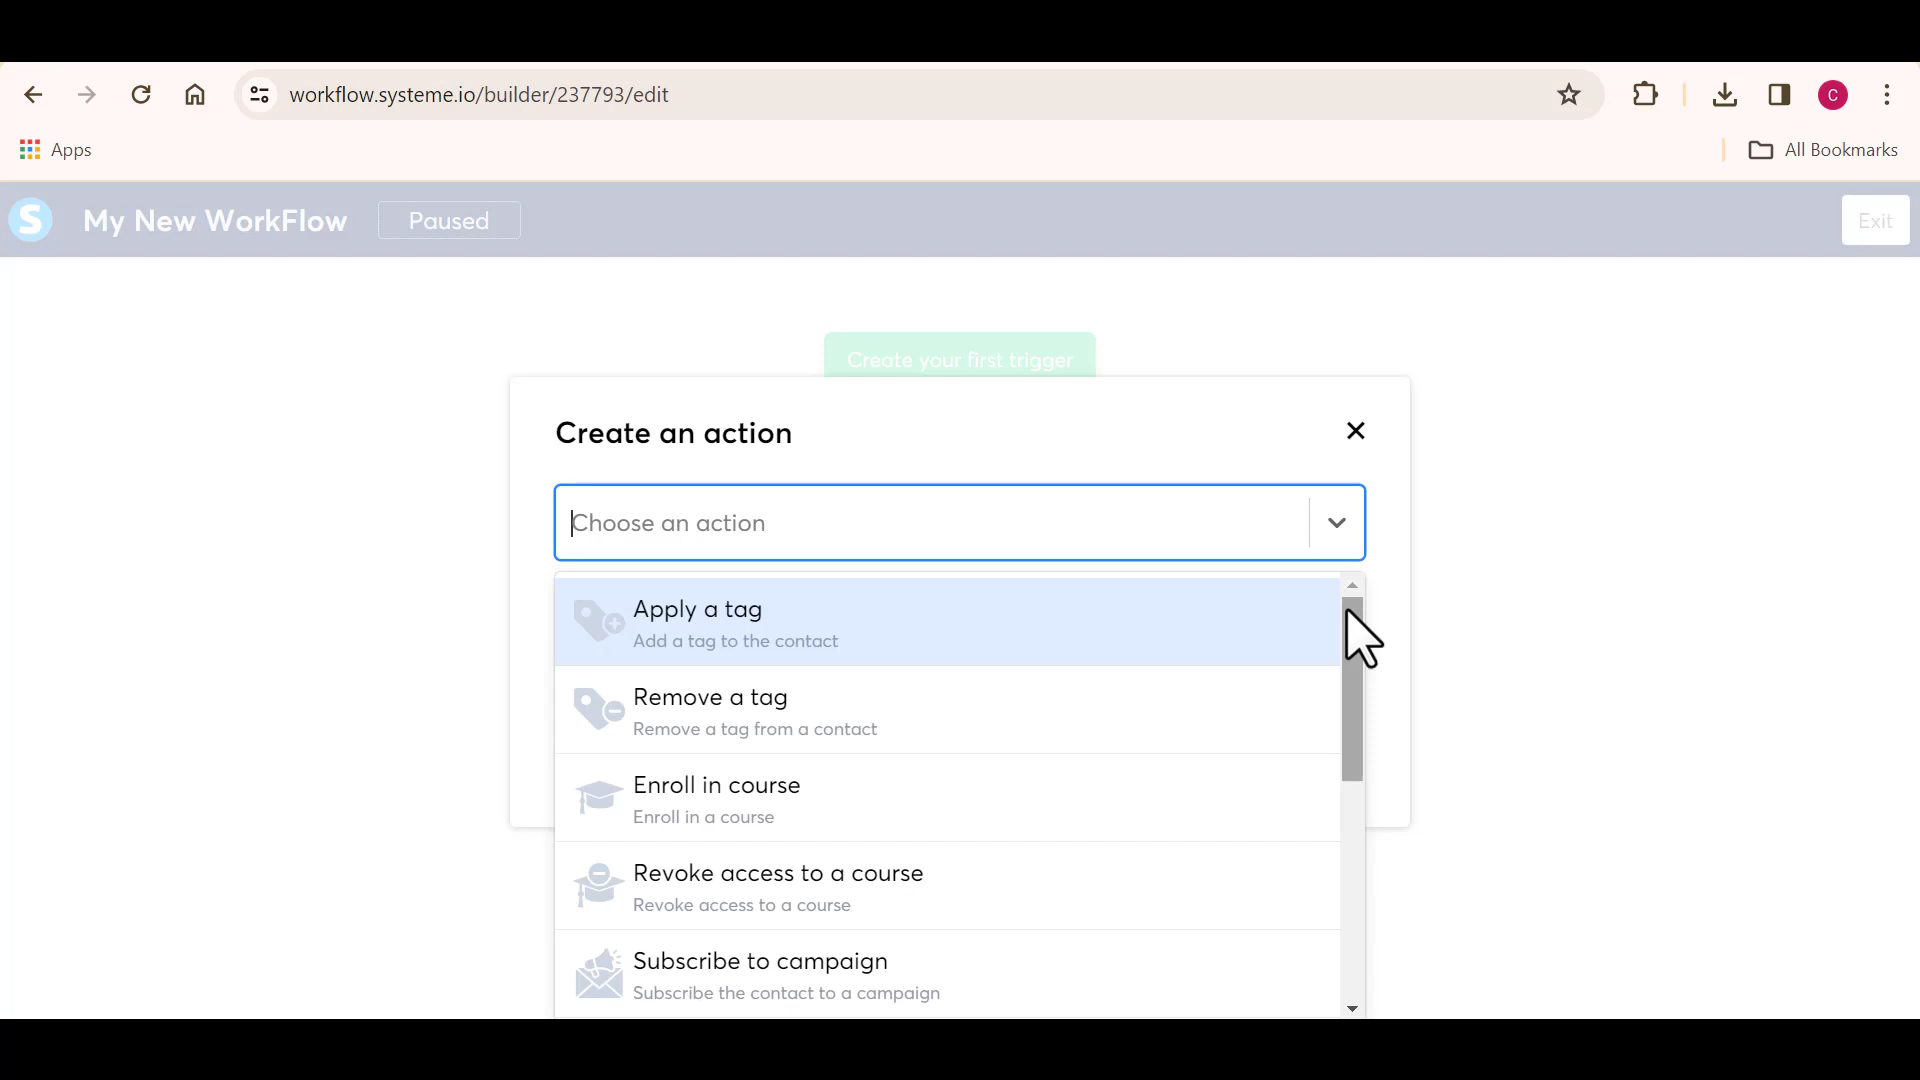 workflow.systeme.io/builder/237793/edit
C
Apps
All Bookmarks
S
My New WorkFlow
Paused
Exit
Create your first trigger
Create an action
Choose an action
Apply a tag
Add a tag to the contact
Remove a tag
Remove a tag from a contact
Enroll in course
Enroll in a course
Revoke access to a course
Revoke access to a course
Subscribe to campaign
Subscribe the contact to a campaign